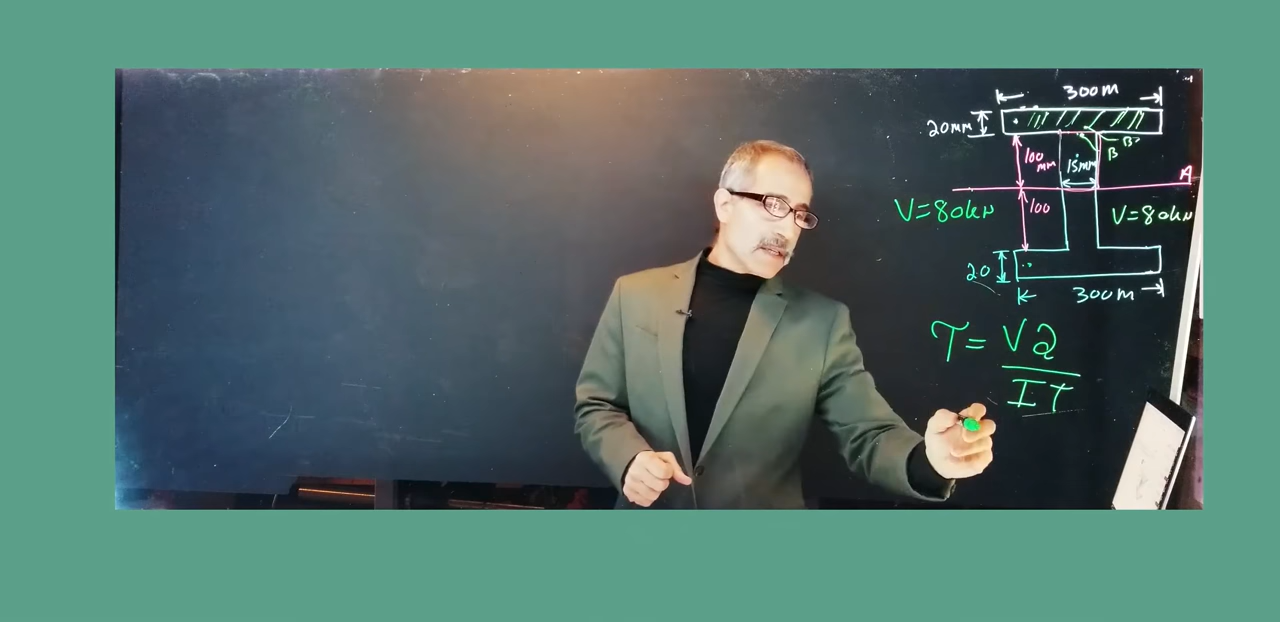 300m
20mm
B'
B
100
mm
15mm
A
V=80kN
100
V=80kN
20
300m
τ= VQ
IT